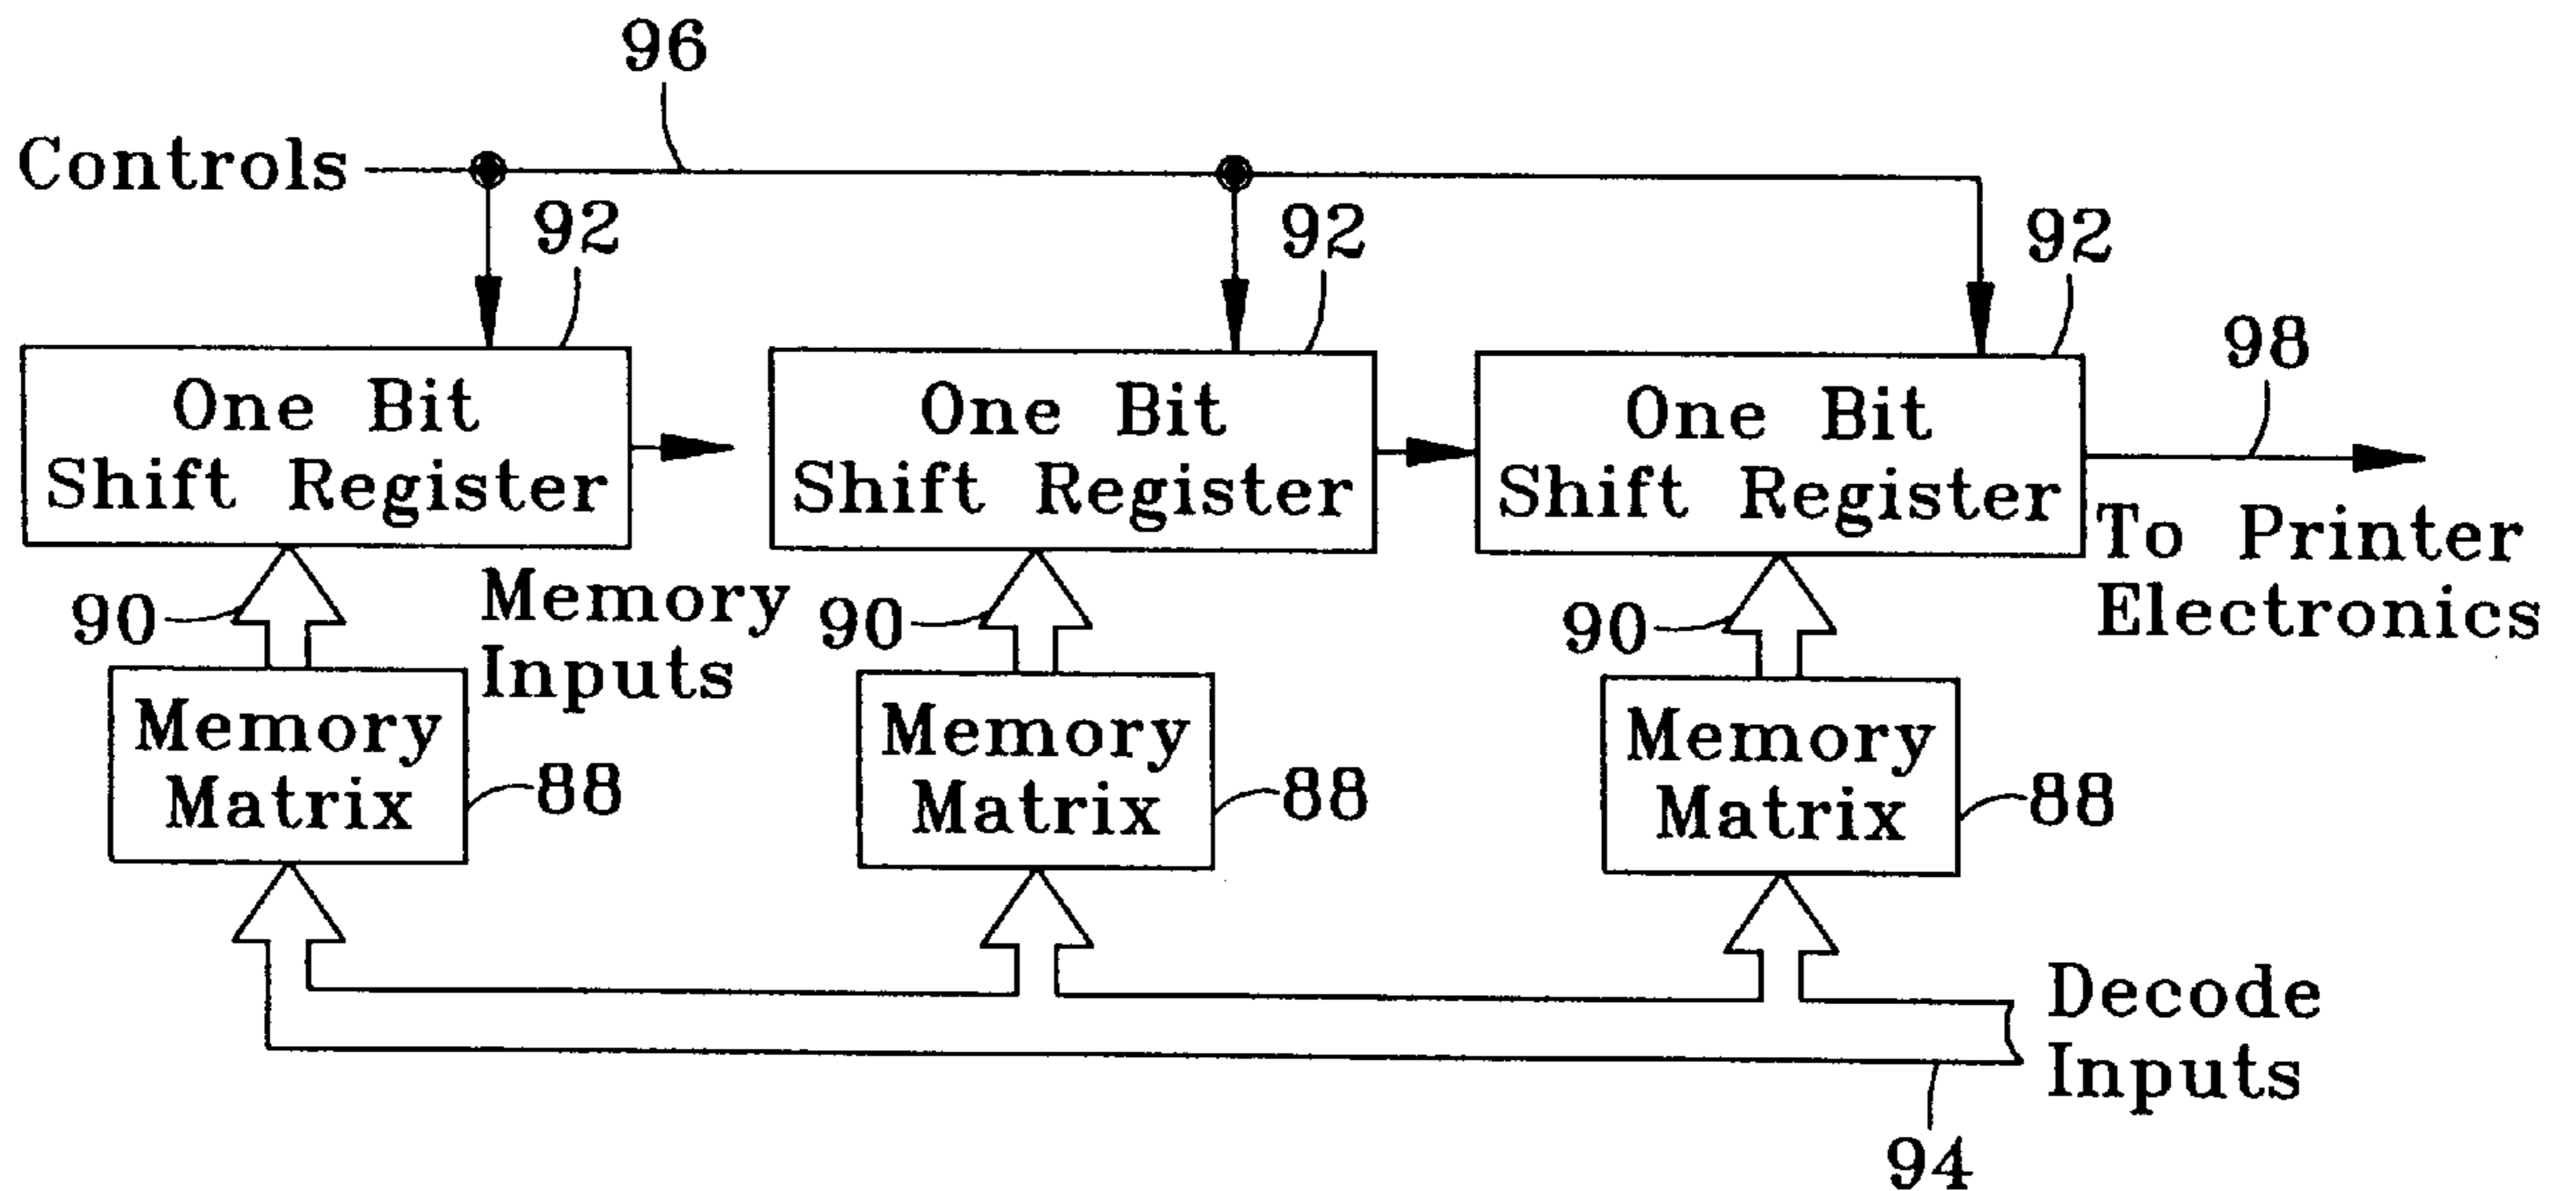 96
Controls
92
92
92
98
One Bit
Shift Register
One Bit
Shift Register
One Bit
Shift Register
To Printer
Electronics
90
Memory
Inputs
90
90
Memory
Matrix
88
Memory
Matrix
88
Memory
Matrix
88
Decode
Inputs
94